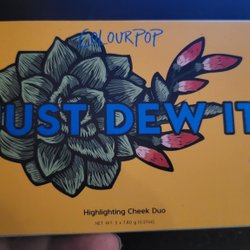 COLOURPOP
JUST DEW IT
Highlighting Cheek Duo